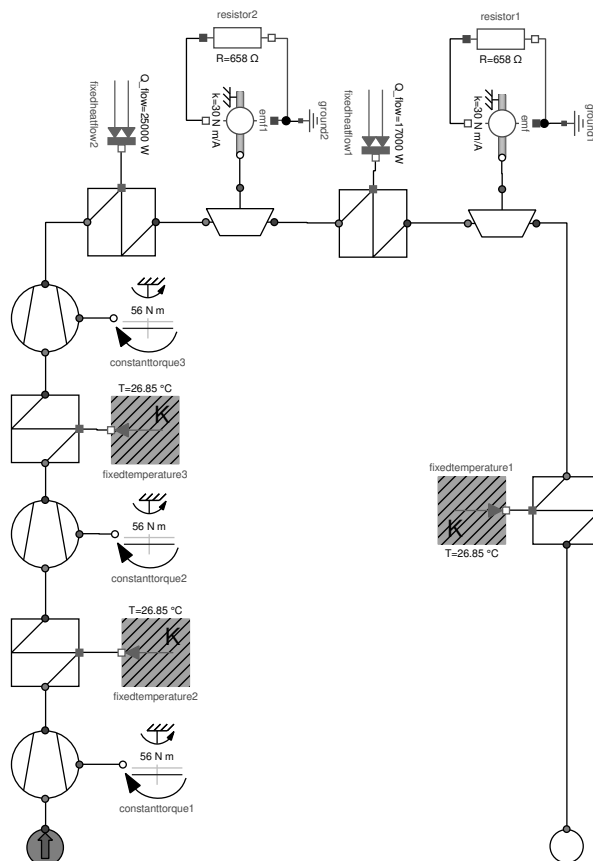 resistor2
R=658 Ω
fixedheatflow2
Q_flow=25000 W
k=30 N m/A
emf1
ground2
resistor1
R=658 Ω
fixedheatflow1
Q_flow=17000 W
k=30 N m/A
emf
ground1
56 N m
constanttorque3
T=26.85 °C
K
fixedtemperature3
fixedtemperature1
K
T=26.85 °C
56 N m
constanttorque2
T=26.85 °C
K
fixedtemperature2
56 N m
constanttorque1